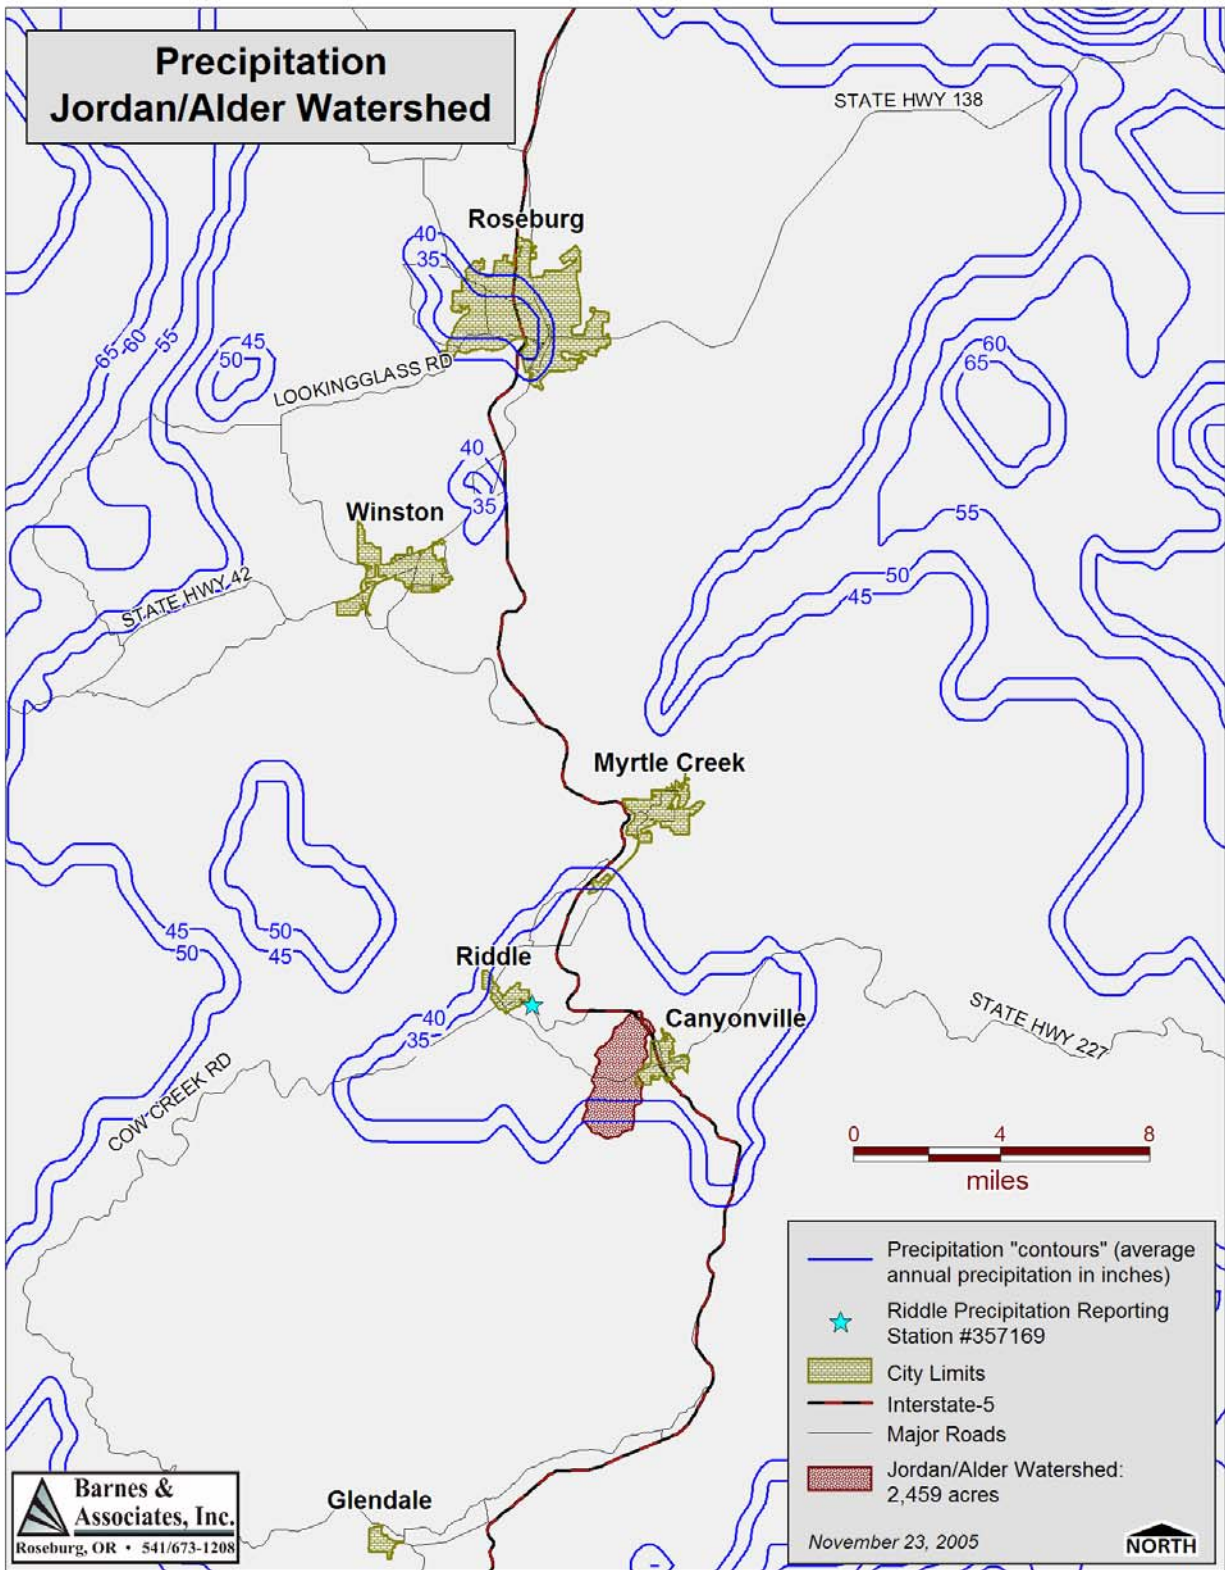 Precipitation
Jordan/Alder Watershed
STATE HWY 138
Roseburg
40
35
65
60
55
45
50
LOOKINGGLASS RD
60
65
40
35
Winston
55
STATE HWY 42
50
45
Myrtle Creek
45
50
50
45
Riddle
40
35
Canyonville
STATE HWY 227
COW CREEK RD
0 4 8
miles
Precipitation "contours" (average
annual precipitation in inches)
Riddle Precipitation Reporting
Station #357169
City Limits
Interstate-5
Major Roads
Jordan/Alder Watershed:
2,459 acres
November 23, 2005
NORTH
Glendale
Barnes &
Associates, Inc.
Roseburg, OR • 541/673-1208